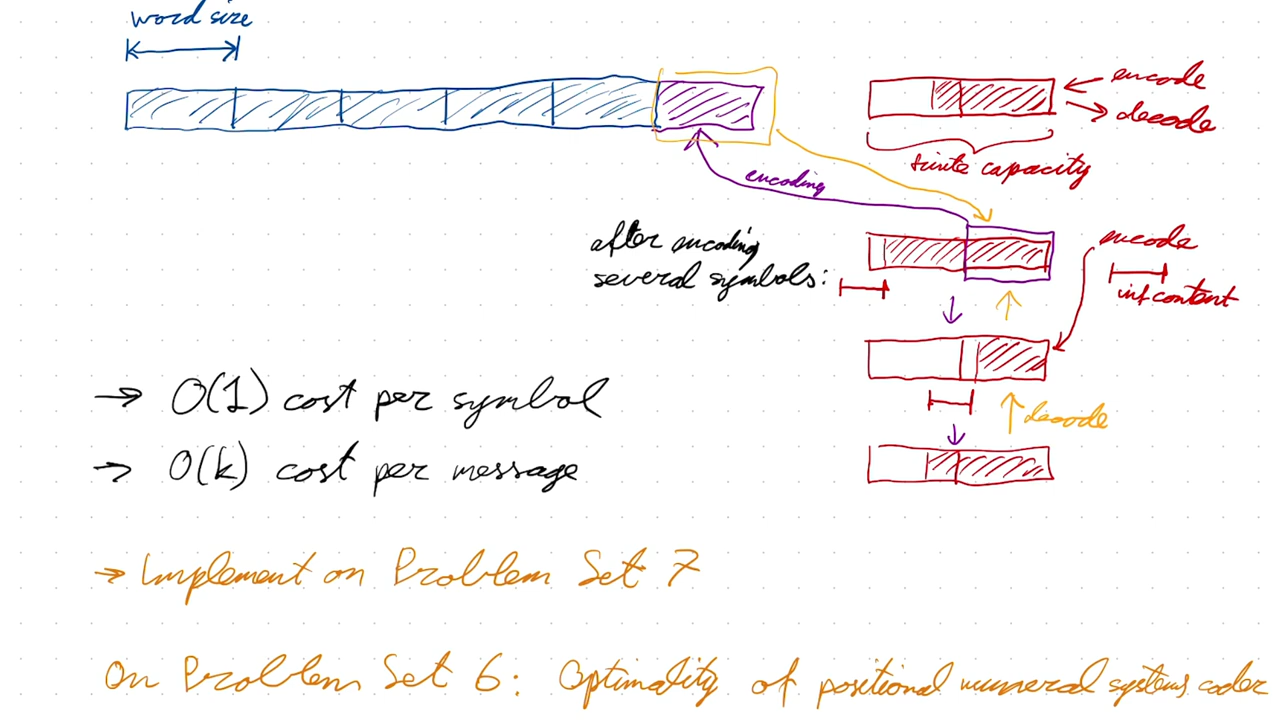 word size
← encode
→ decode
finite capacity
encoding
after encoding
several symbols:
encode
inf content
→ O(1) cost per symbol
decode
→ O(k) cost per message
→ Implement on Problem Set 7
On Problem Set 6: Optimality of positional numeral systems coder